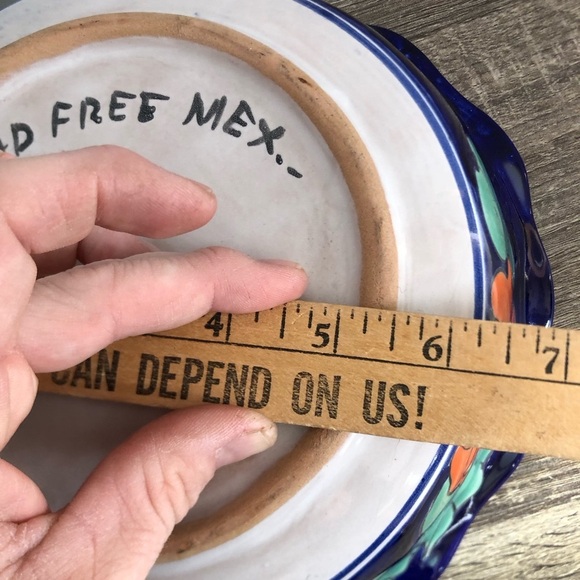 FREE MEX.
4 5 6 7
CAN DEPEND ON US!